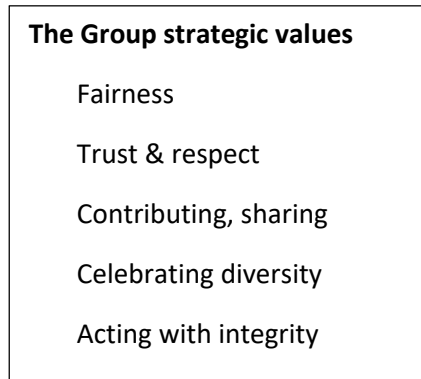 The Group strategic values
Fairness
Trust & respect
Contributing, sharing
Celebrating diversity
Acting with integrity